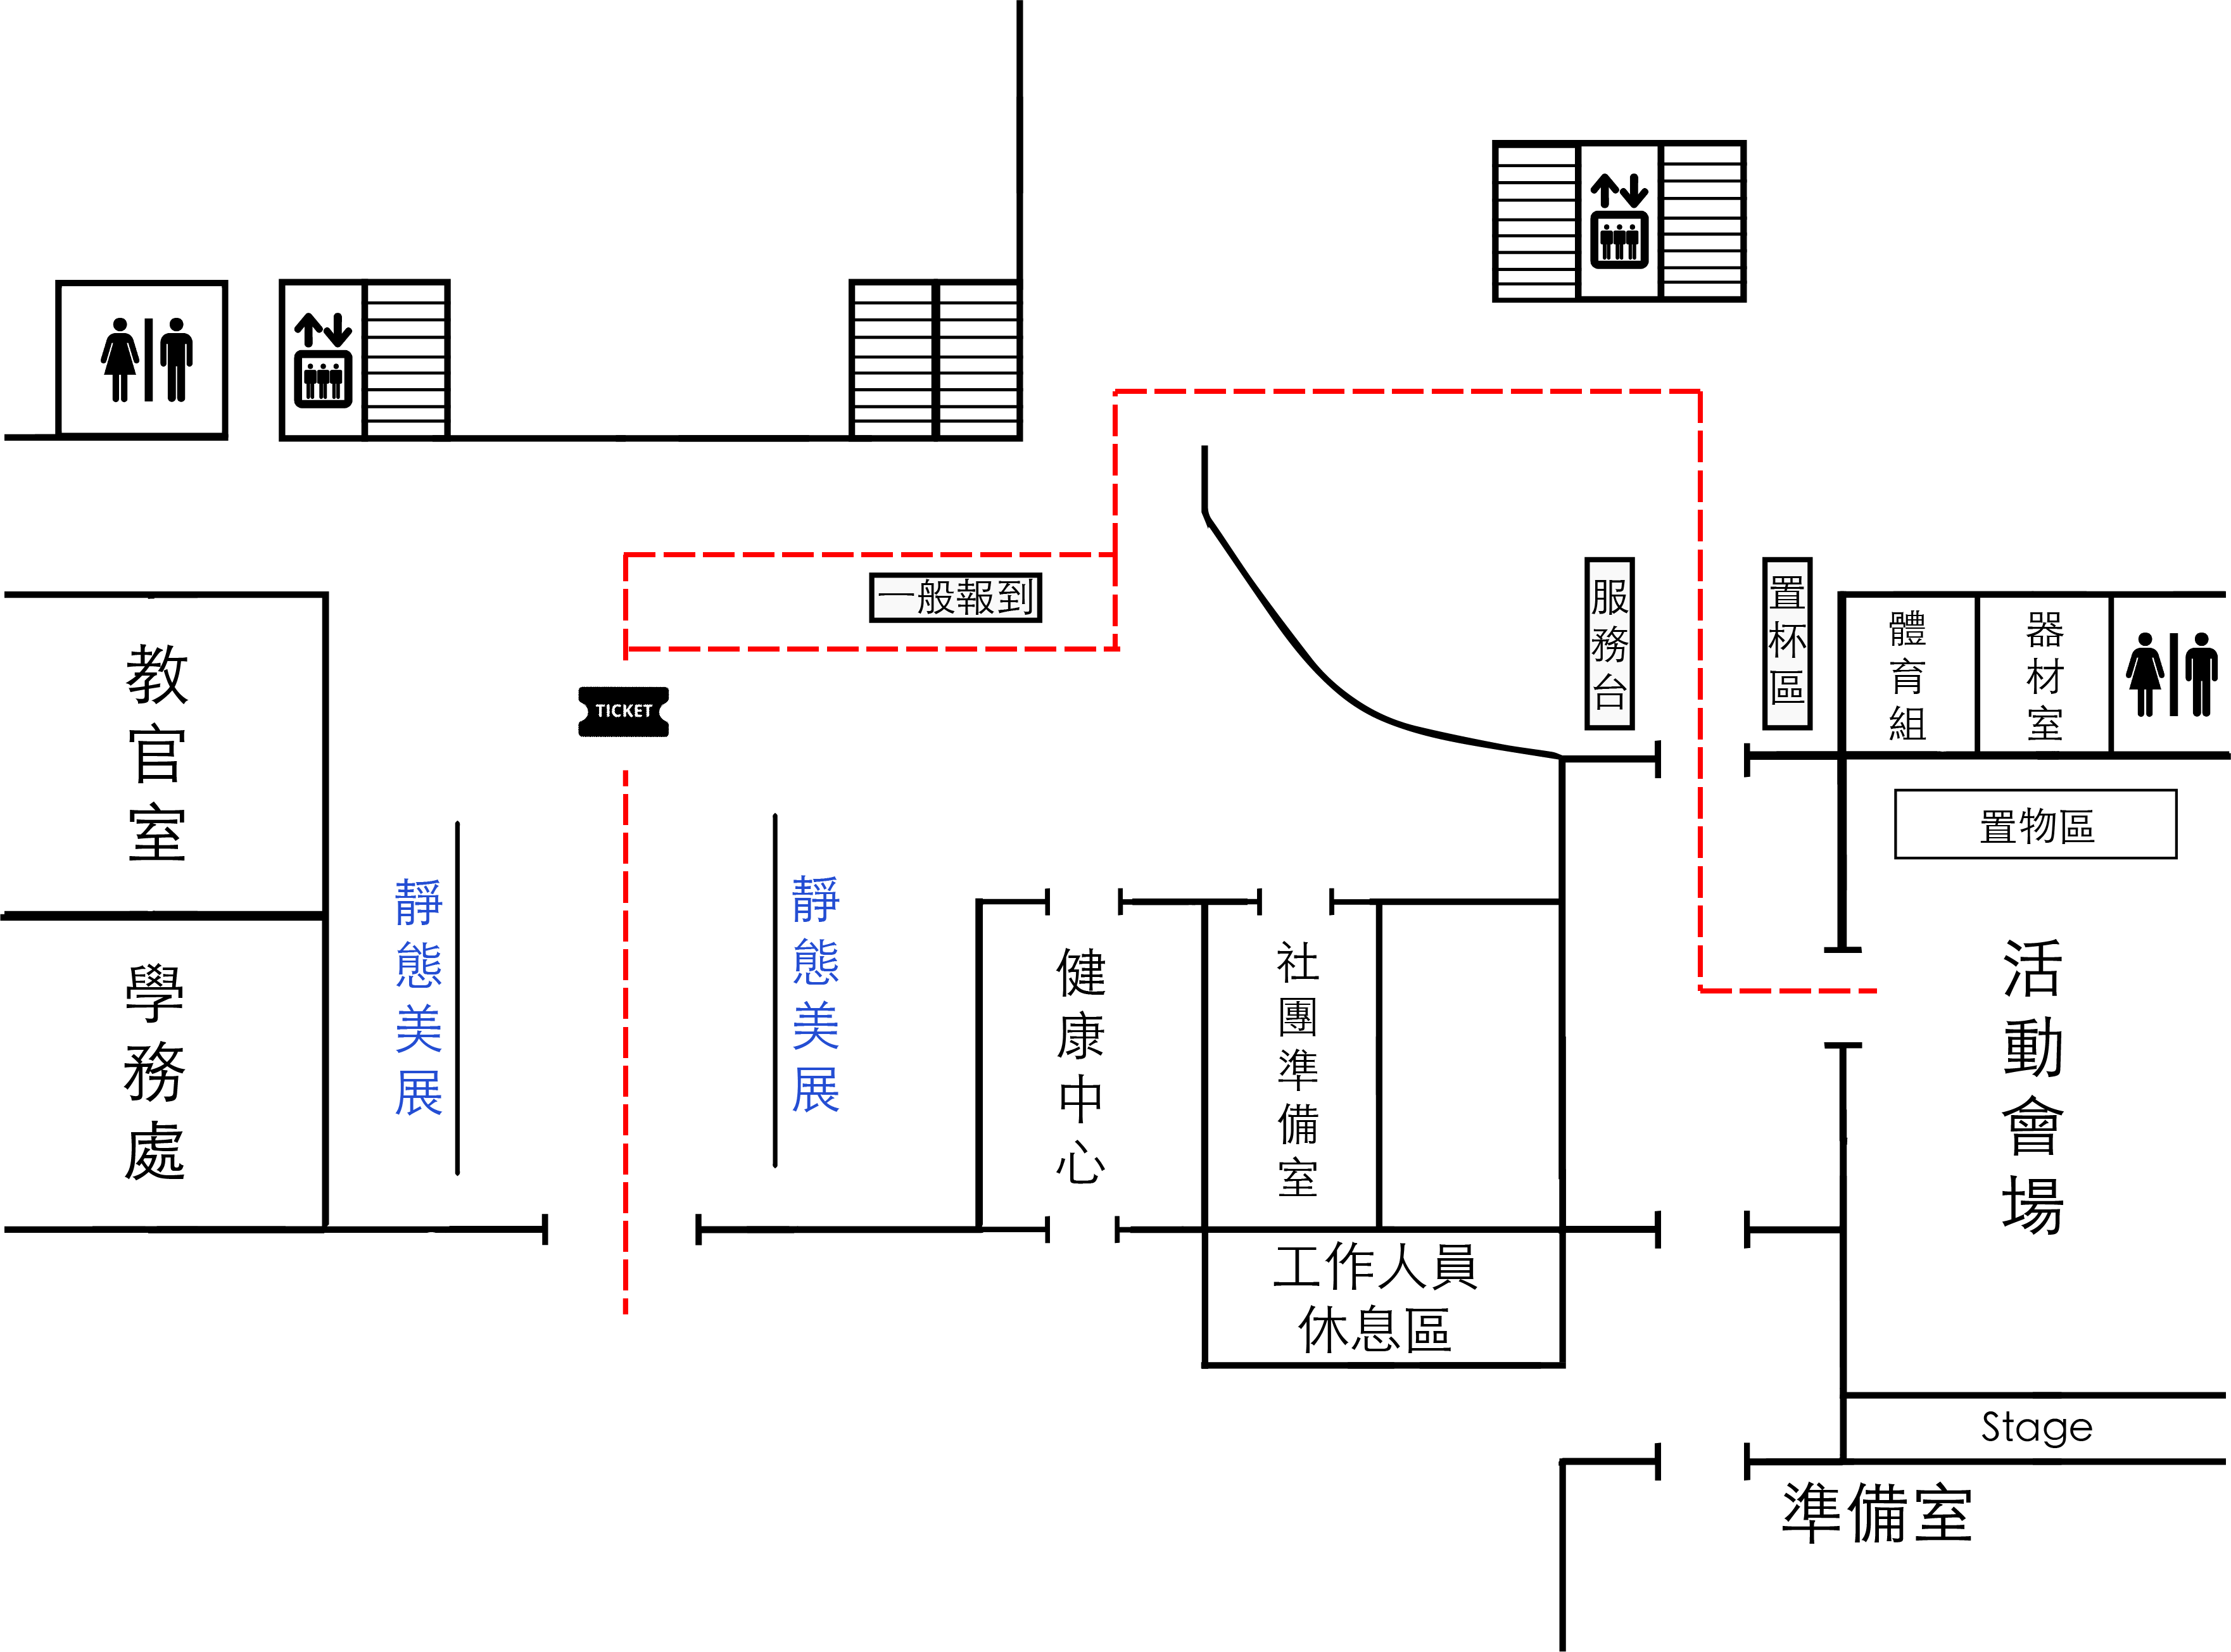 一般報到
服務台
置杯區
教官室
體育組
器材室
TICKET
置物區
靜態美展
靜態美展
學務處
健康中心
社團準備室
活動會場
工作人員
休息區
Stage
準備室